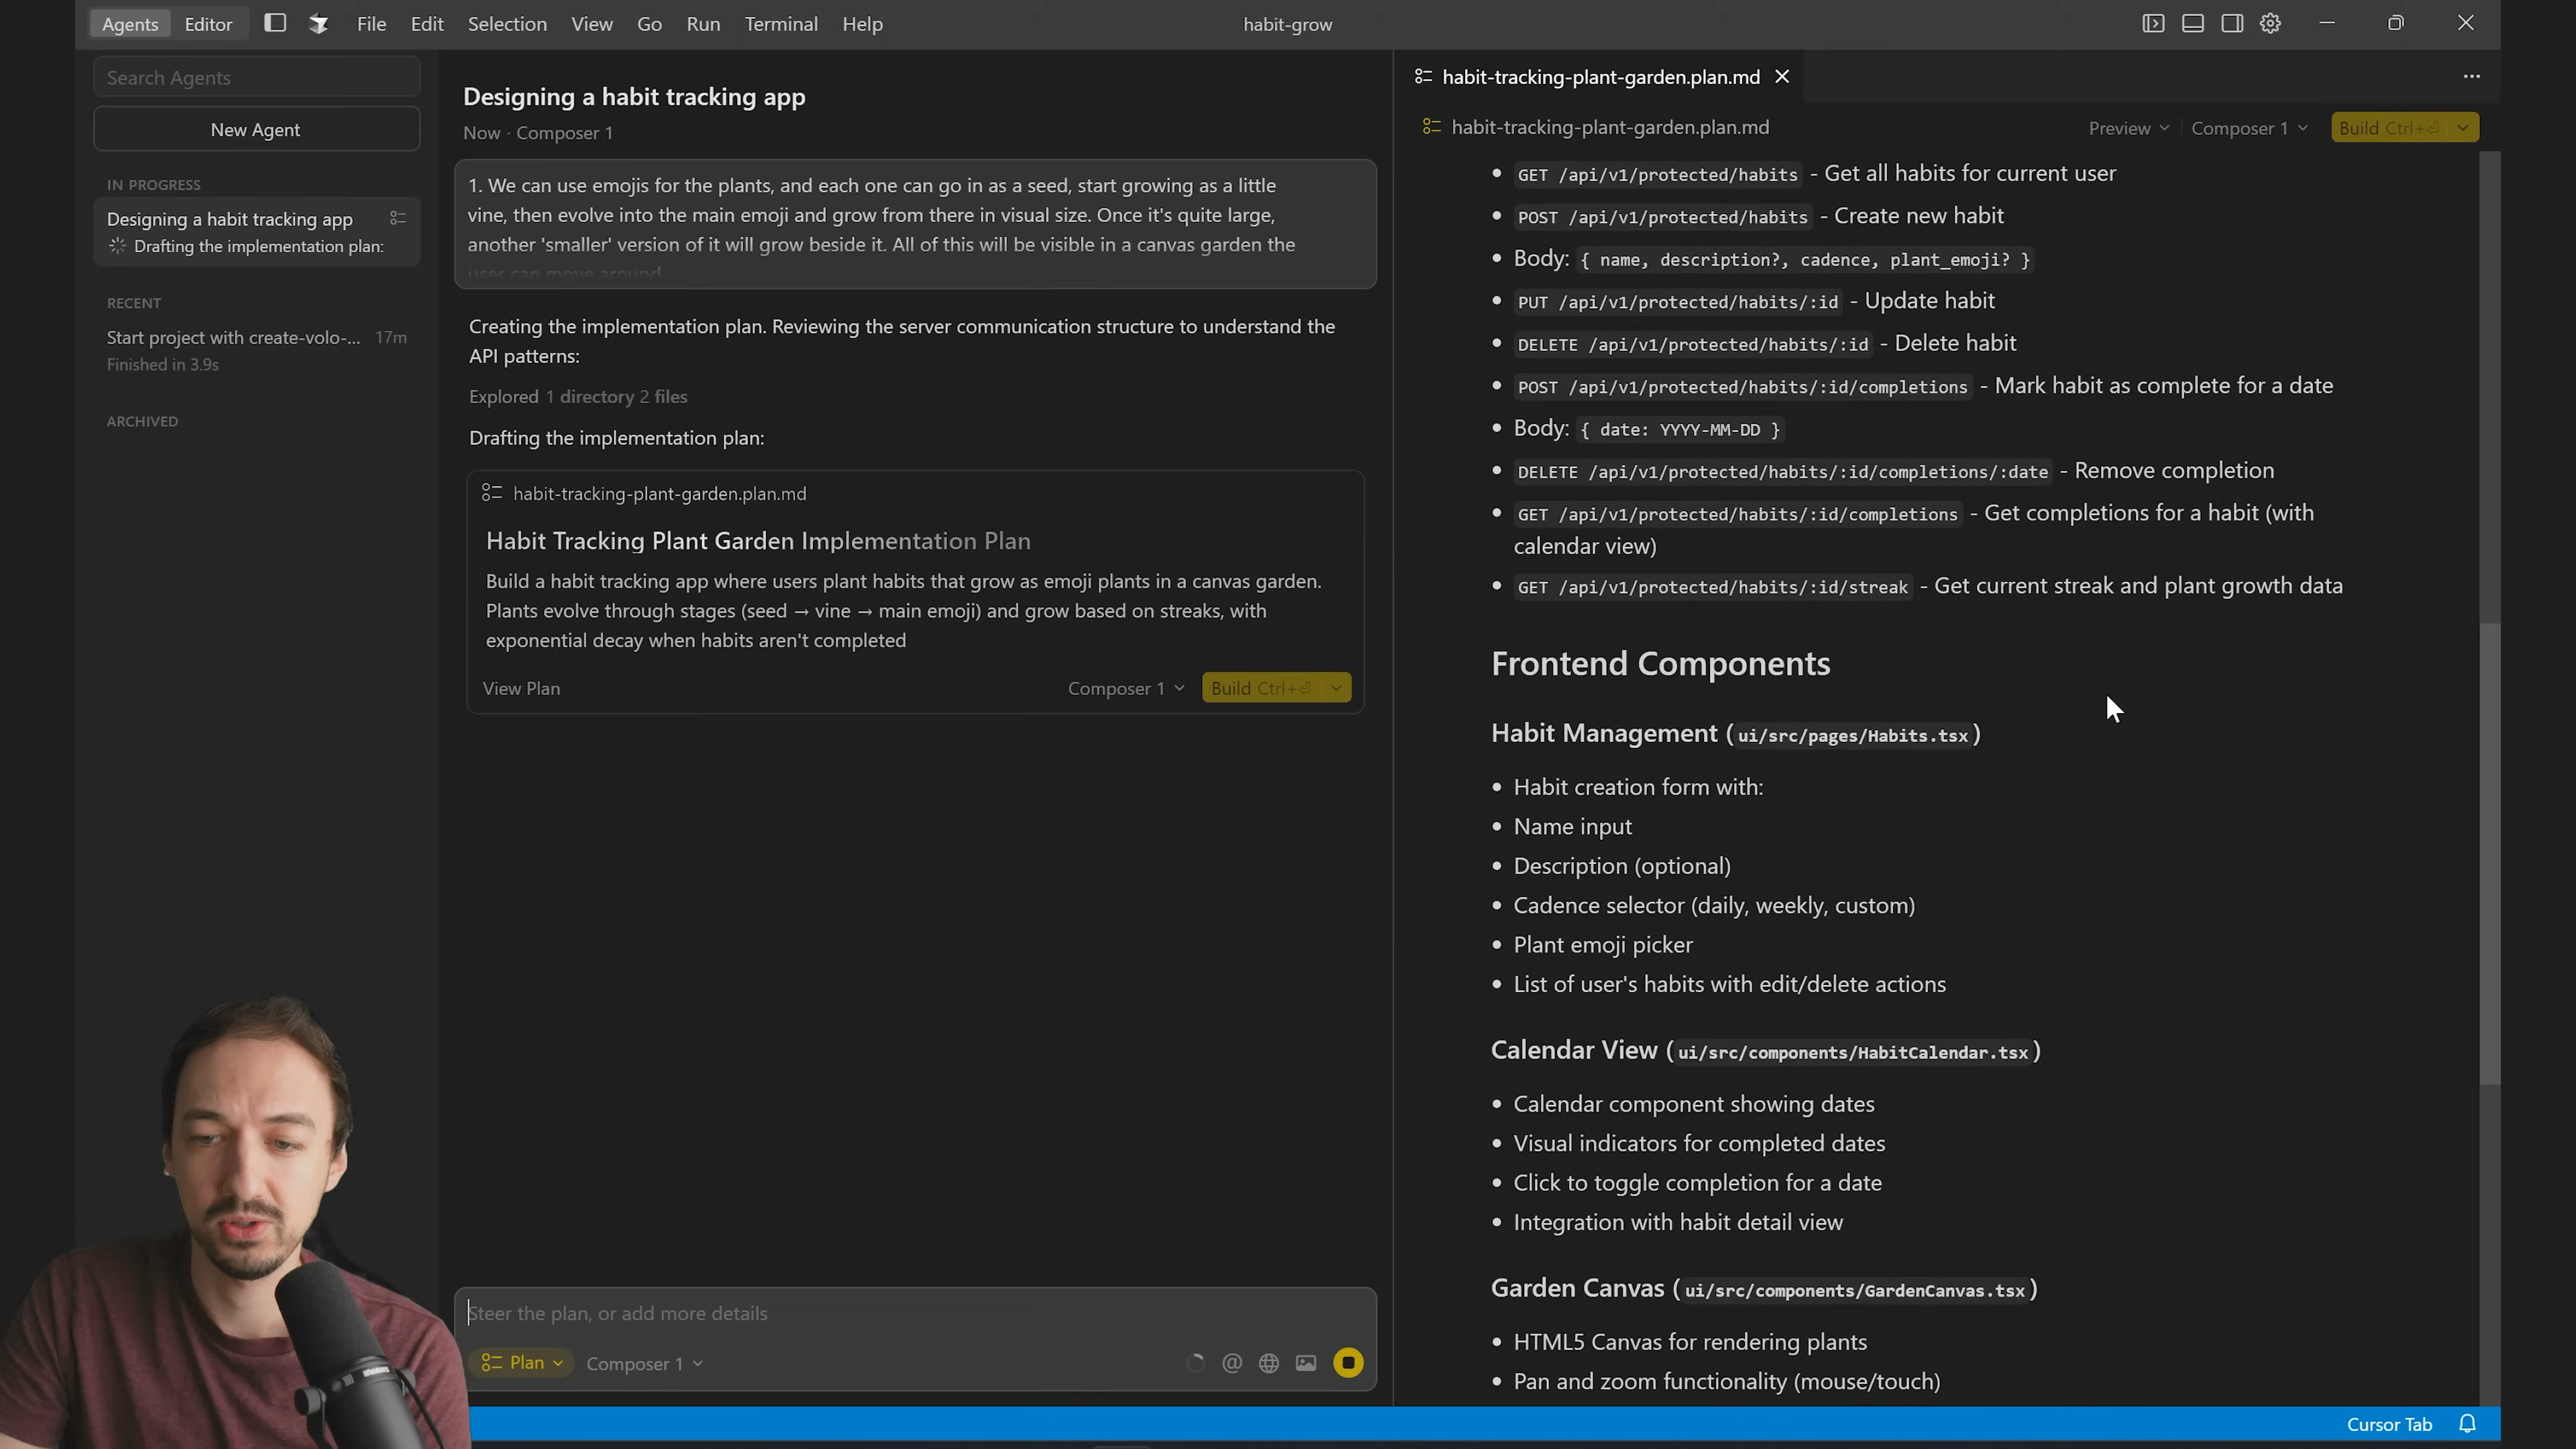 Agents Editor File Edit Selection View Go Run Terminal Help habit-grow
Search Agents
New Agent
IN PROGRESS
Designing a habit tracking app
Drafting the implementation plan:
RECENT
Start project with create-volo-... 17m
Finished in 3.9s
ARCHIVED
Designing a habit tracking app
Now · Composer 1
1. We can use emojis for the plants, and each one can go in as a seed, start growing as a little
vine, then evolve into the main emoji and grow from there in visual size. Once it's quite large,
another 'smaller' version of it will grow beside it. All of this will be visible in a canvas garden the
user can move around
Creating the implementation plan. Reviewing the server communication structure to understand the
API patterns:
Explored 1 directory 2 files
Drafting the implementation plan:
habit-tracking-plant-garden.plan.md
Habit Tracking Plant Garden Implementation Plan
Build a habit tracking app where users plant habits that grow as emoji plants in a canvas garden.
Plants evolve through stages (seed → vine → main emoji) and grow based on streaks, with
exponential decay when habits aren't completed
View Plan Composer 1 Build Ctrl+⏎
Steer the plan, or add more details
Plan Composer 1
habit-tracking-plant-garden.plan.md
habit-tracking-plant-garden.plan.md Preview Composer 1 Build Ctrl+⏎
• GET /api/v1/protected/habits - Get all habits for current user
• POST /api/v1/protected/habits - Create new habit
• Body: { name, description?, cadence, plant_emoji? }
• PUT /api/v1/protected/habits/:id - Update habit
• DELETE /api/v1/protected/habits/:id - Delete habit
• POST /api/v1/protected/habits/:id/completions - Mark habit as complete for a date
• Body: { date: YYYY-MM-DD }
• DELETE /api/v1/protected/habits/:id/completions/:date - Remove completion
• GET /api/v1/protected/habits/:id/completions - Get completions for a habit (with
calendar view)
• GET /api/v1/protected/habits/:id/streak - Get current streak and plant growth data
Frontend Components
Habit Management (ui/src/pages/Habits.tsx)
• Habit creation form with:
• Name input
• Description (optional)
• Cadence selector (daily, weekly, custom)
• Plant emoji picker
• List of user's habits with edit/delete actions
Calendar View (ui/src/components/HabitCalendar.tsx)
• Calendar component showing dates
• Visual indicators for completed dates
• Click to toggle completion for a date
• Integration with habit detail view
Garden Canvas (ui/src/components/GardenCanvas.tsx)
• HTML5 Canvas for rendering plants
• Pan and zoom functionality (mouse/touch)
Cursor Tab